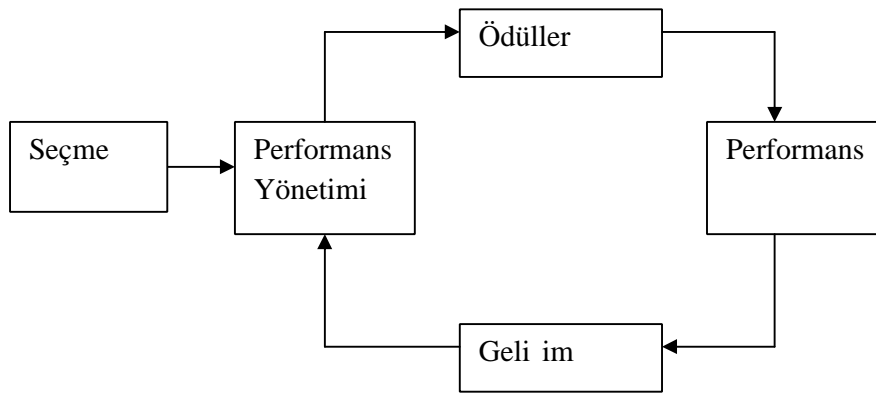 Ödüller
Seçme
Performans
Yönetimi
Performans
Geli im